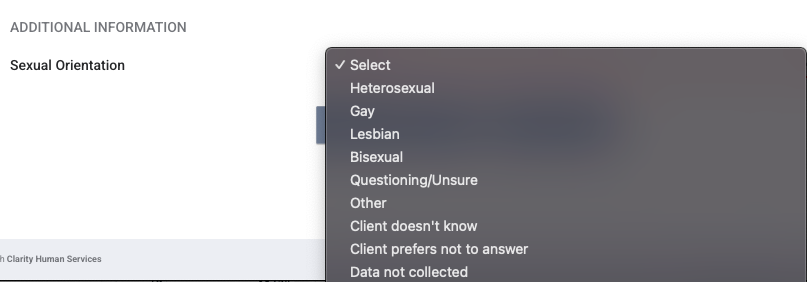 ADDITIONAL INFORMATION
Sexual Orientation
✓ Select
Heterosexual
Gay
Lesbian
Bisexual
Questioning/Unsure
Other
Client doesn't know
Client prefers not to answer
Data not collected
h Clarity Human Services